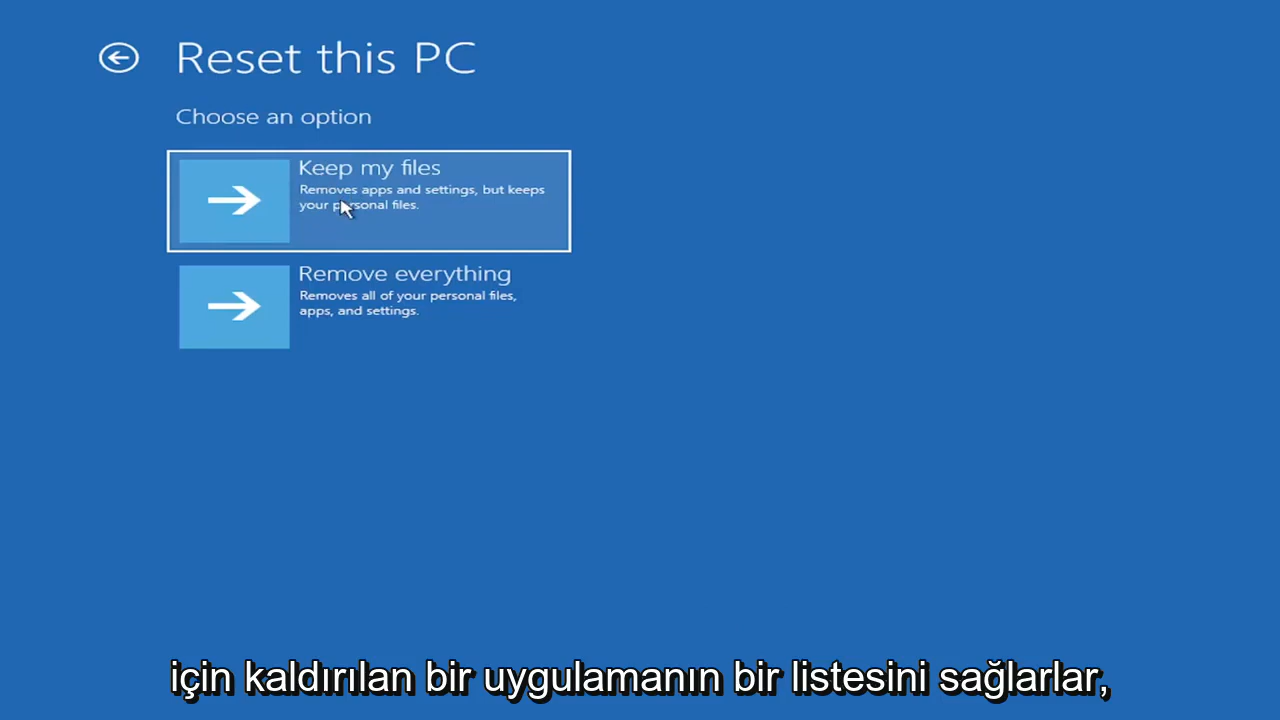 Reset this PC
Choose an option
Keep my files
Removes apps and settings, but keeps
your personal files.
Remove everything
Removes all of your personal files,
apps, and settings.
için kaldırılan bir uygulamanın bir listesini sağlarlar,